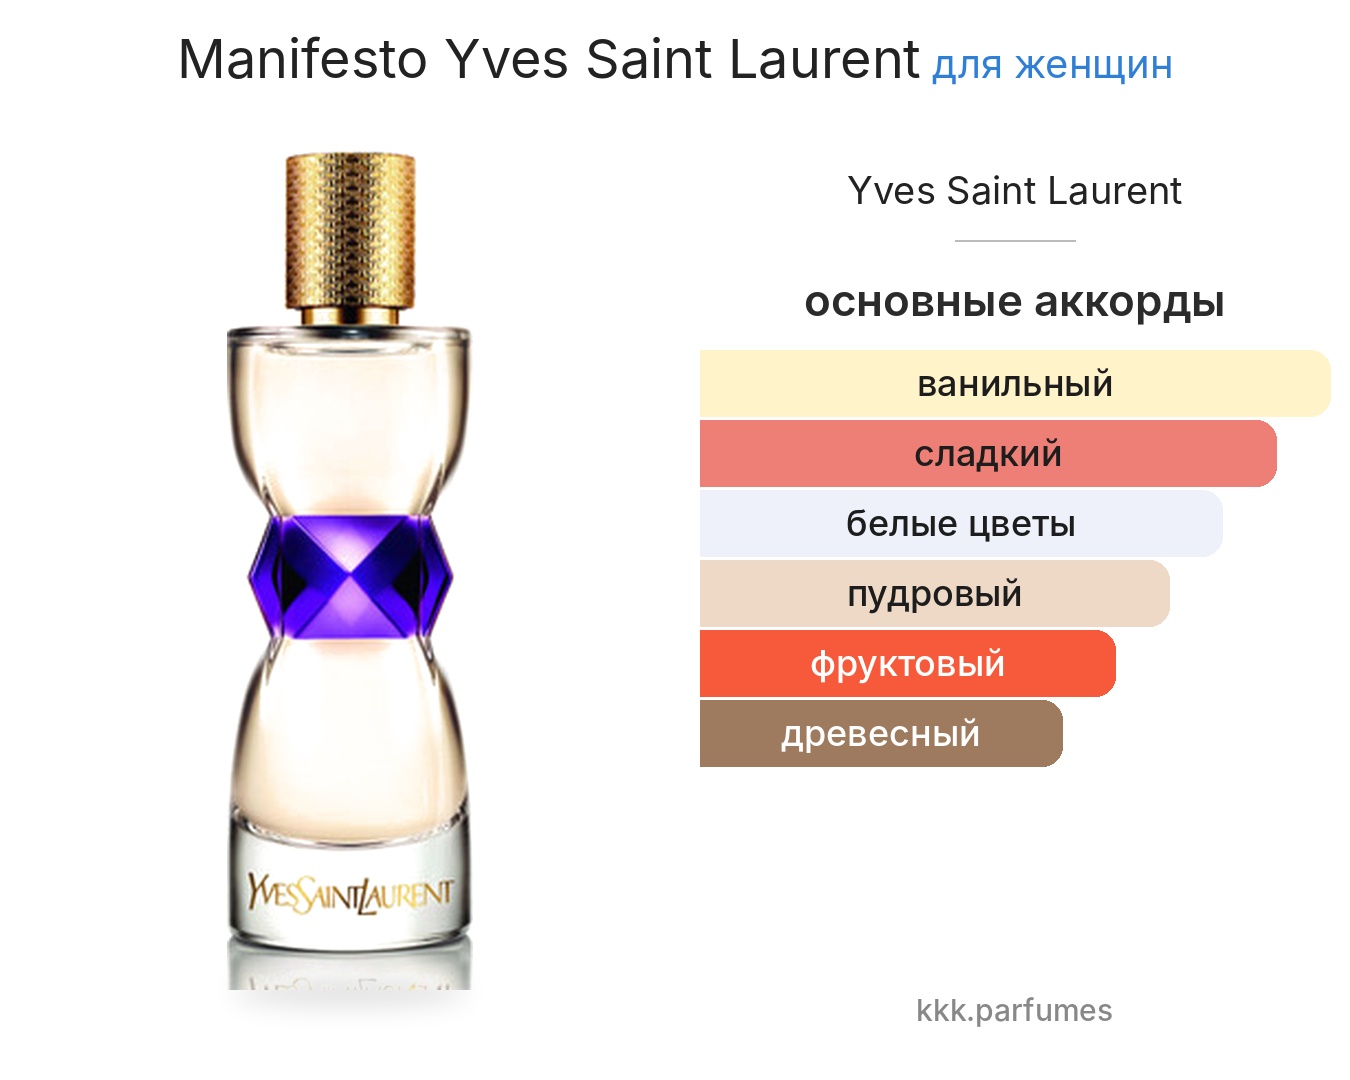 Manifesto Yves Saint Laurent для женщин
Yves Saint Laurent
основные аккорды
ванильный
сладкий
белые цветы
пудровый
фруктовый
древесный
YVESSAINTLAURENT
kkk.parfumes